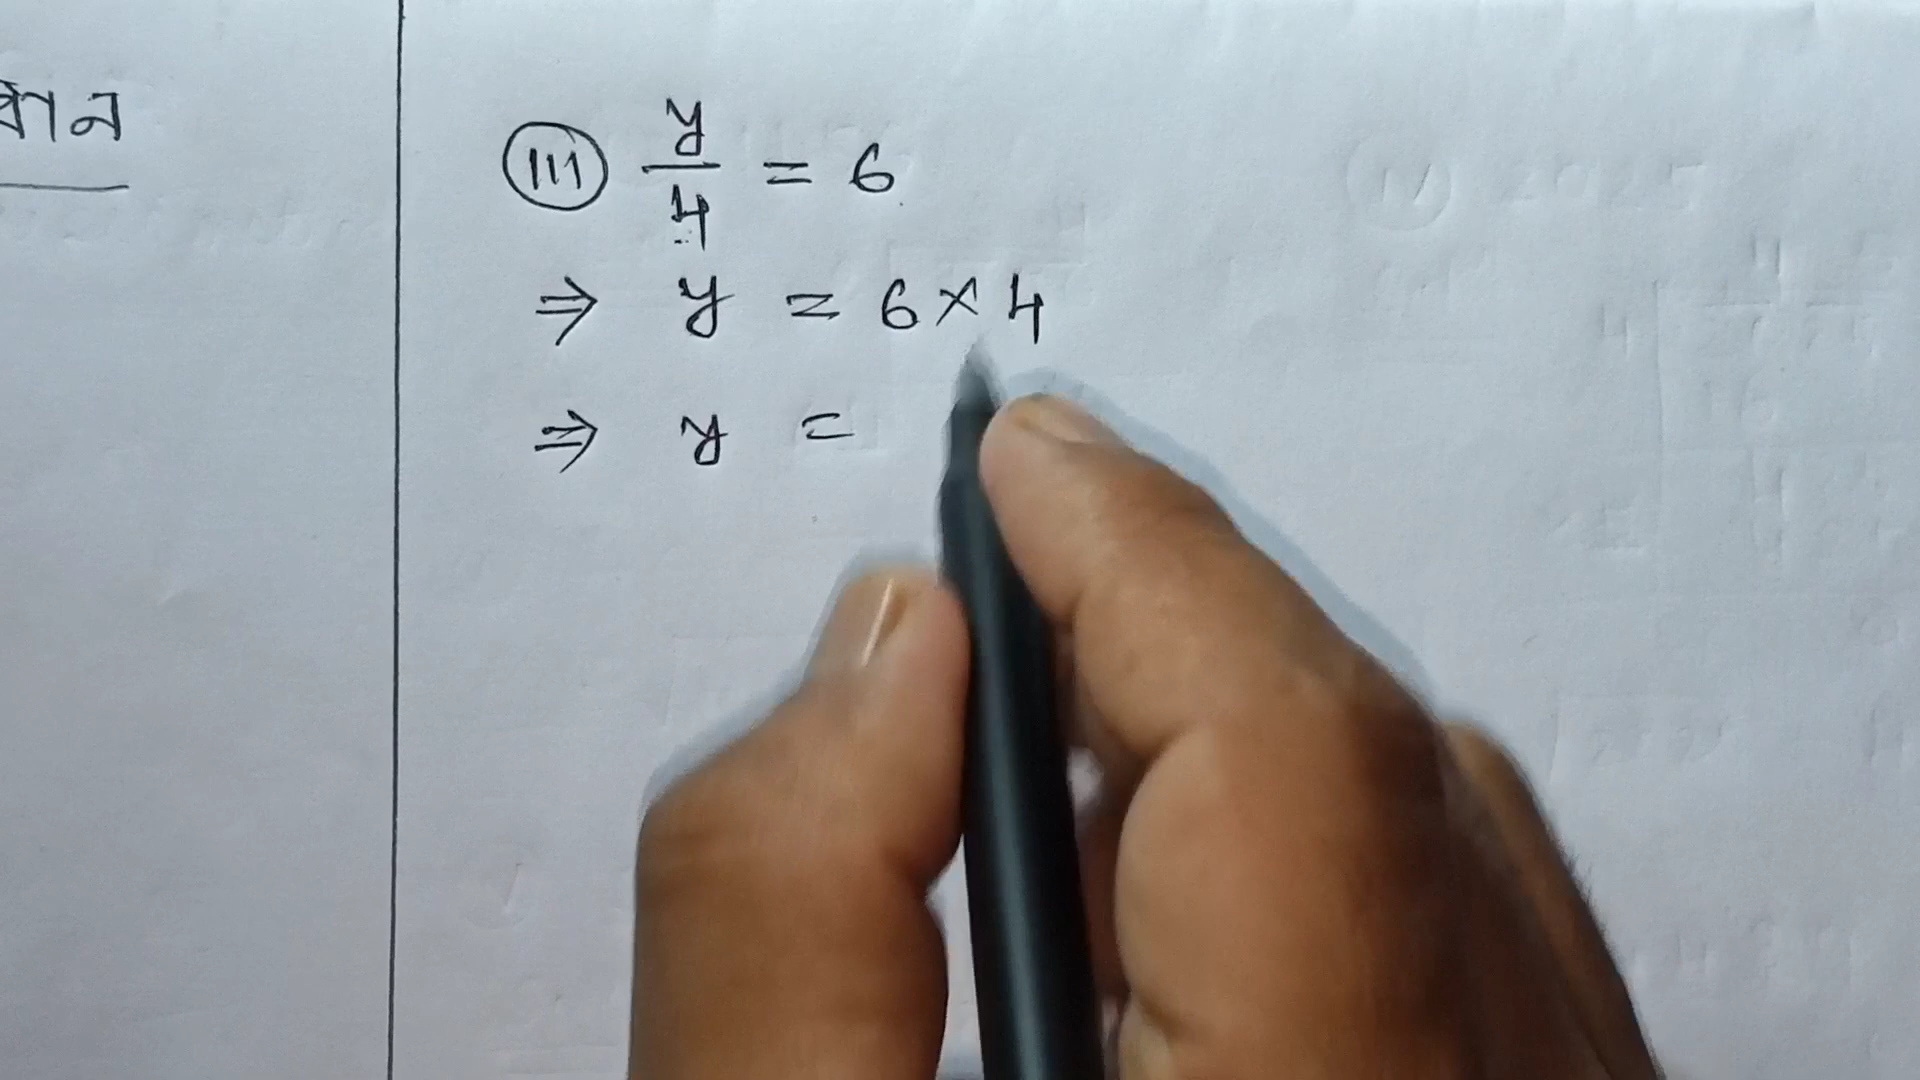 (iii) y/4 = 6
⇒ y = 6 × 4
⇒ y =